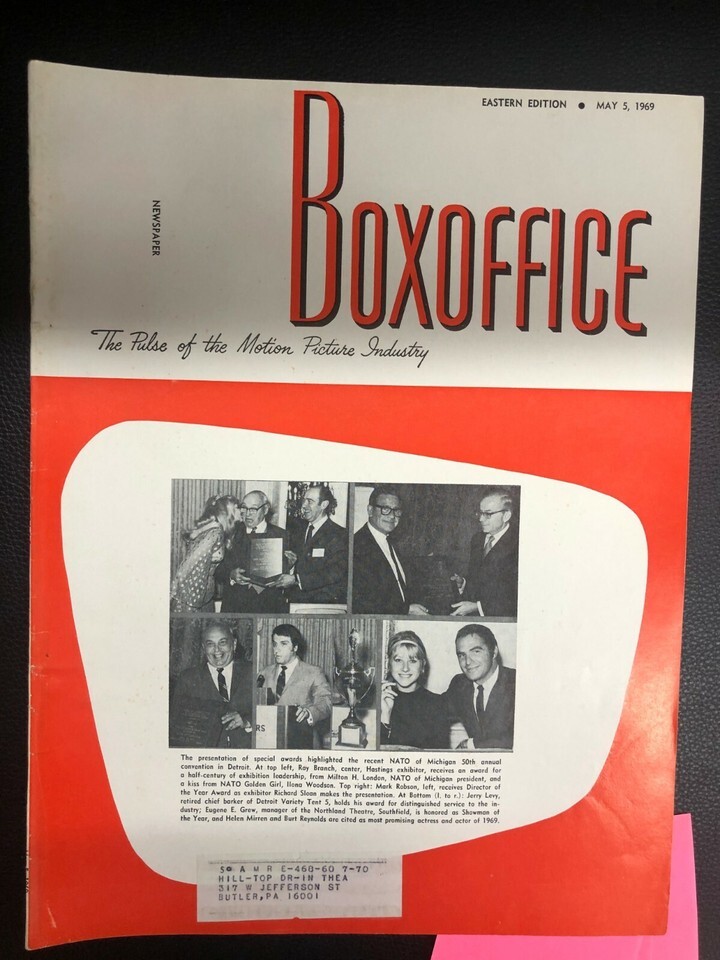 EASTERN EDITION ● MAY 5, 1969
NEWSPAPER
BOXOFFICE
The Pulse of the Motion Picture Industry
RS
The presentation of special awards highlighted the recent NATO of Michigan 50th annual
convention in Detroit. At top left, Ray Branch, center, Hastings exhibitor, receives an award for
a half-century of exhibition leadership, from Milton H. London, NATO of Michigan president, and
a kiss from NATO Golden Girl, Ilona Woodson. Top right: Mark Robson, left, receives Director of
the Year Award as exhibitor Richard Sloan makes the presentation. At Bottom (l. to r.): Jerry Levy,
retired chief barker of Detroit Variety Tent 5, holds his award for distinguished service to the in-
dustry; Eugene E. Grew, manager of the Northland Theatre, Southfield, is honored as Showman of
the Year, and Helen Mirren and Burt Reynolds are cited as most promising actress and actor of 1969.
5* A W R E-468-60 7-70
HILL-TOP DR-IN THEA
317 W JEFFERSON ST
BUTLER,PA 16001